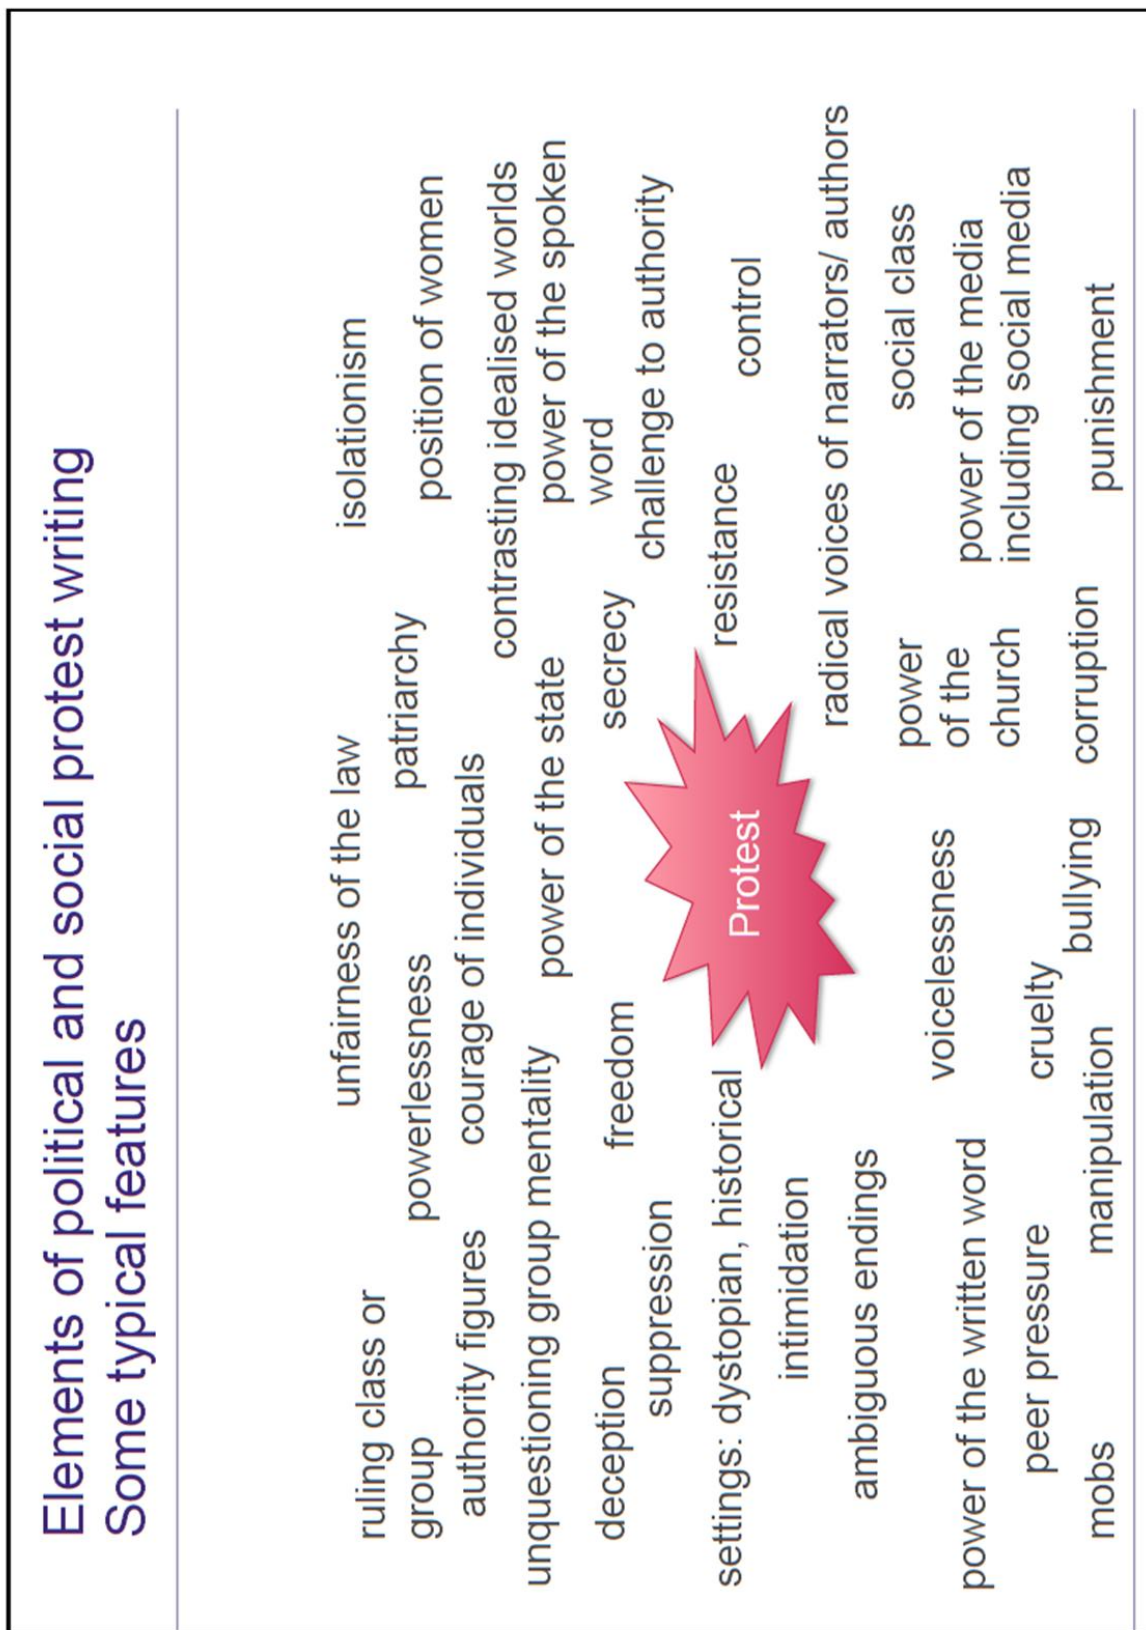 Elements of political and social protest writing
Some typical features
unfairness of the law
isolationism
ruling class or
group
powerlessness
patriarchy
position of women
authority figures
courage of individuals
contrasting idealised worlds
unquestioning group mentality
power of the state
power of the spoken
word
deception
freedom
secrecy
suppression
challenge to authority
settings: dystopian, historical
Protest
resistance
control
intimidation
radical voices of narrators/ authors
ambiguous endings
power
of the
church
social class
voicelessness
power of the written word
power of the media
including social media
peer pressure
cruelty
bullying
corruption
mobs
manipulation
punishment